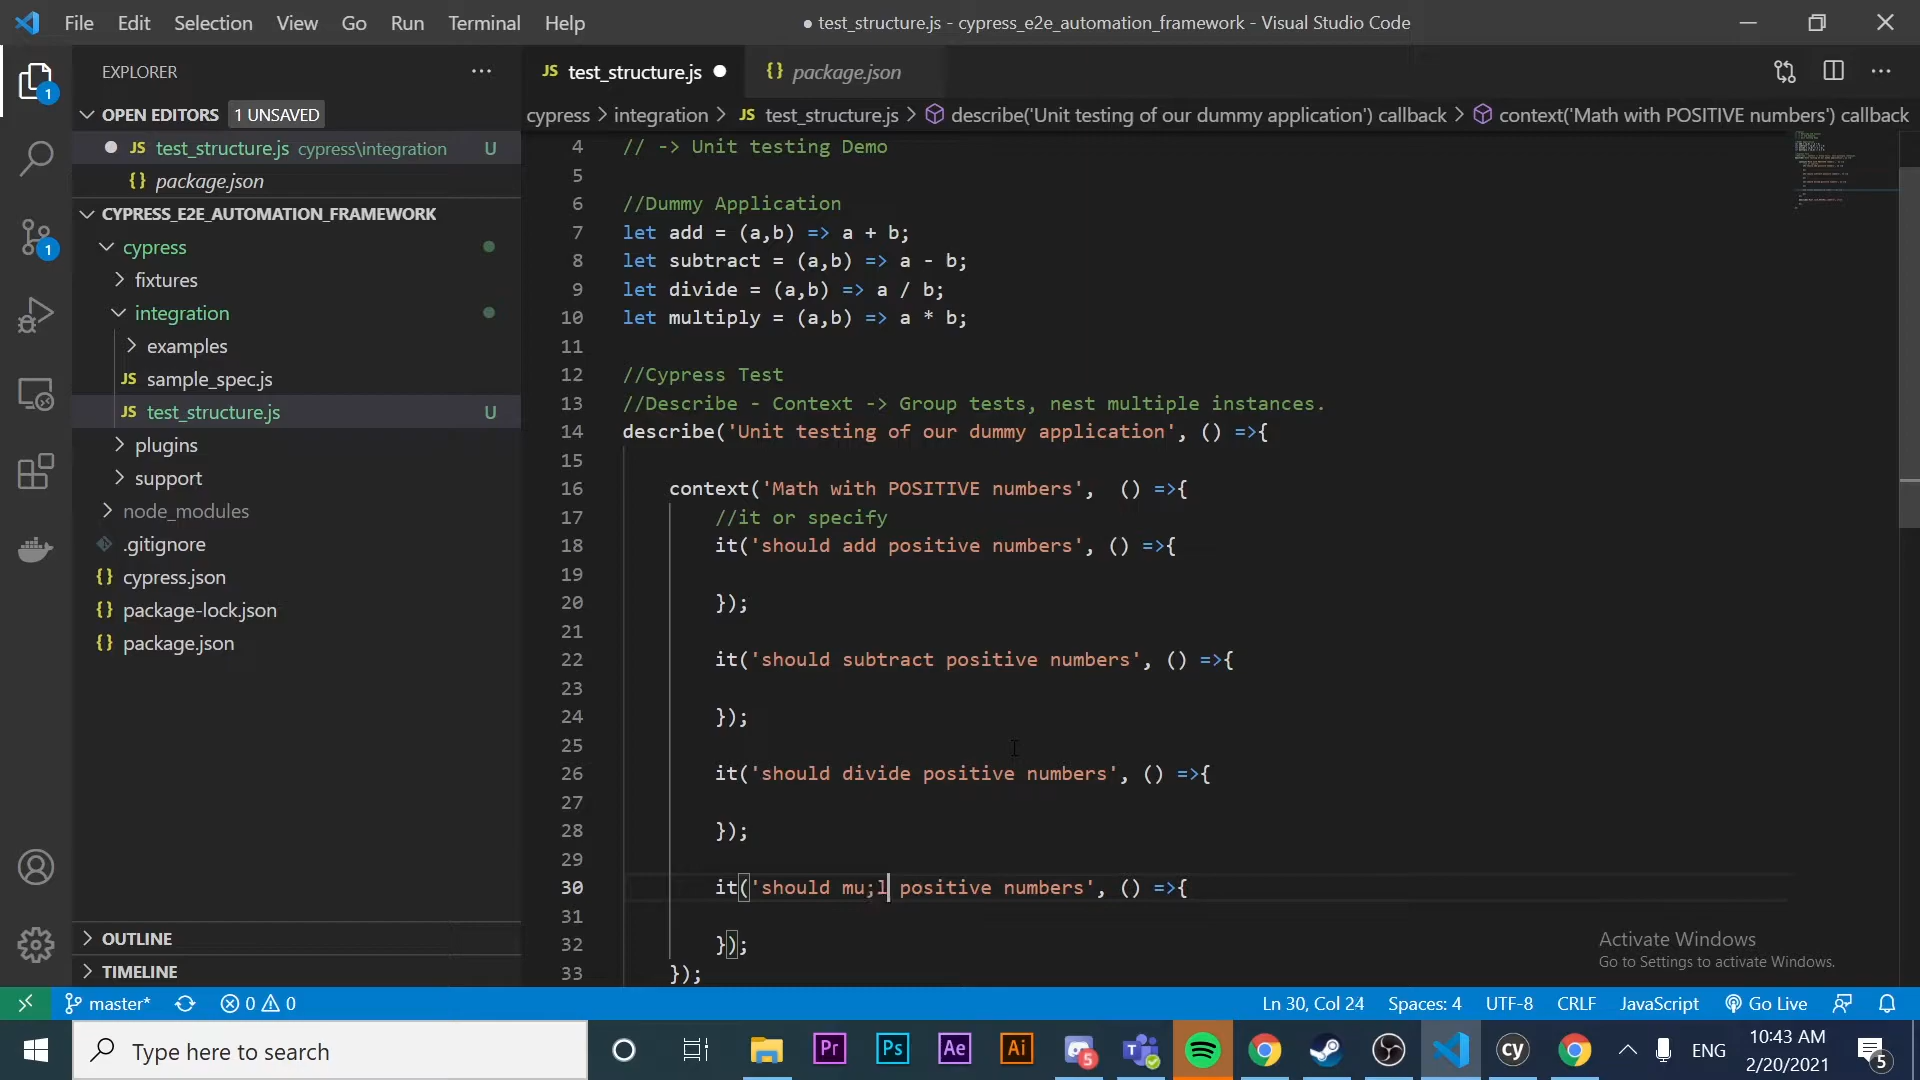 File Edit Selection View Go Run Terminal Help
● test_structure.js - cypress_e2e_automation_framework - Visual Studio Code
EXPLORER
JS test_structure.js
{} package.json
OPEN EDITORS 1 UNSAVED
cypress > integration > JS test_structure.js > describe('Unit testing of our dummy application') callback > context('Math with POSITIVE numbers') callback
JS test_structure.js cypress\integration U
{} package.json
CYPRESS_E2E_AUTOMATION_FRAMEWORK
cypress
fixtures
integration
examples
JS sample_spec.js
JS test_structure.js U
plugins
support
node_modules
.gitignore
{} cypress.json
{} package-lock.json
{} package.json
OUTLINE
TIMELINE
1
1
4 // -> Unit testing Demo
5
6 //Dummy Application
7 let add = (a,b) => a + b;
8 let subtract = (a,b) => a - b;
9 let divide = (a,b) => a / b;
10 let multiply = (a,b) => a * b;
11
12 //Cypress Test
13 //Describe - Context -> Group tests, nest multiple instances.
14 describe('Unit testing of our dummy application', () =>{
15
16 context('Math with POSITIVE numbers',  () =>{
17 //it or specify
18 it('should add positive numbers', () =>{
19
20 });
21
22 it('should subtract positive numbers', () =>{
23
24 });
25
26 it('should divide positive numbers', () =>{
27
28 });
29
30 it('should mu;l positive numbers', () =>{
31
32 });
33 });
Activate Windows
Go to Settings to activate Windows.
master* 0 0 Ln 30, Col 24 Spaces: 4 UTF-8 CRLF JavaScript Go Live
Type here to search
Pr Ps Ae Ai 5 cy ENG
10:43 AM
2/20/2021
5